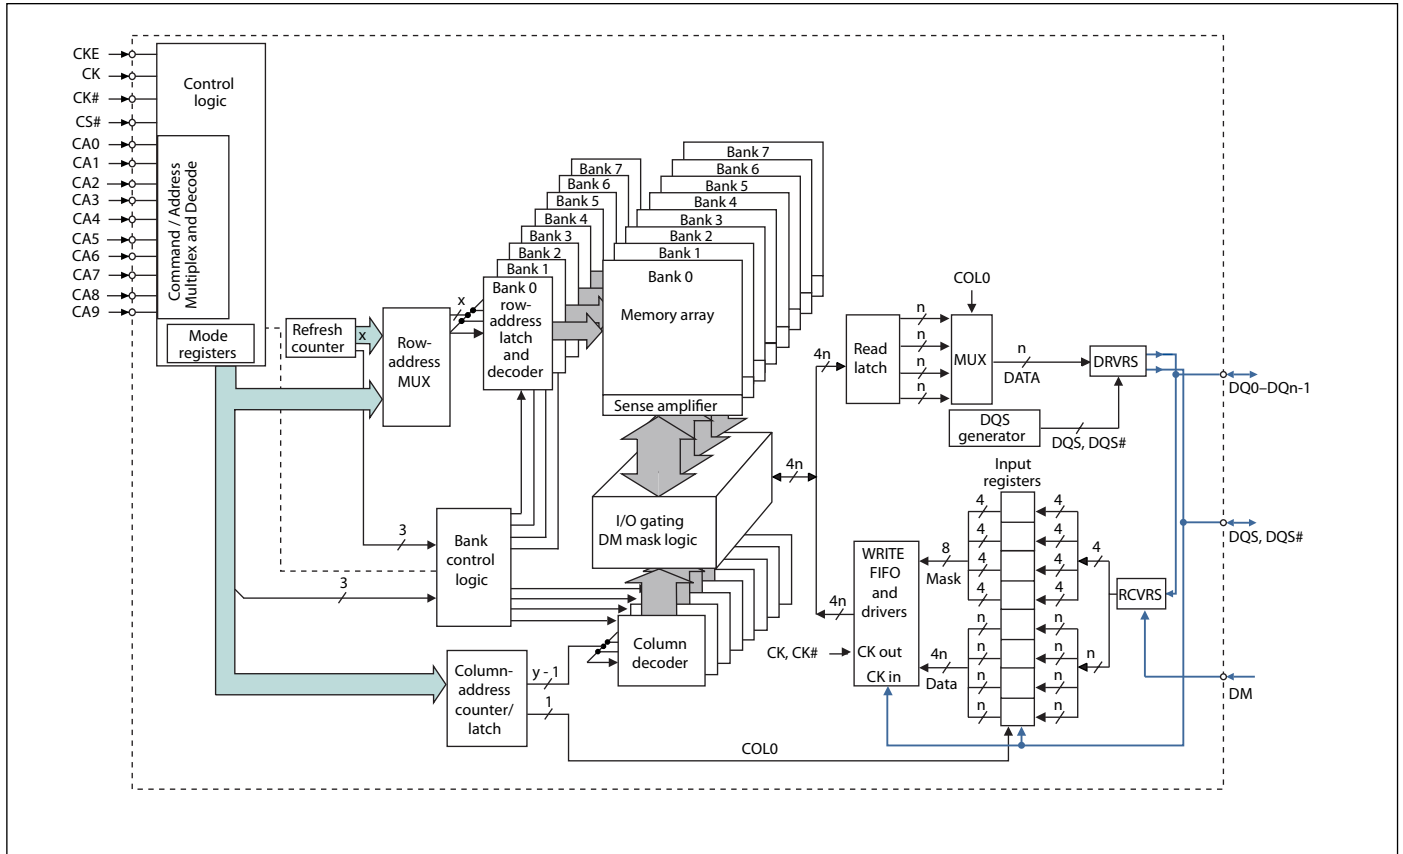 CKE
CK
CK#
CS#
CA0
CA1
CA2
CA3
CA4
CA5
CA6
CA7
CA8
CA9
Control
logic
Command / Address
Multiplex and Decode
Mode
registers
Refresh
counter
x
Row-
address
MUX
x
Bank 7
Bank 6
Bank 5
Bank 4
Bank 3
Bank 2
Bank 1
Bank 0
row-
address
latch
and
decoder
Bank 7
Bank 6
Bank 5
Bank 4
Bank 3
Bank 2
Bank 1
Bank 0
Memory array
Sense amplifier
3
3
Bank
control
logic
I/O gating
DM mask logic
Column
decoder
Column-
address
counter/
latch
y - 1
1
COL0
4n
4n
4n
Read
latch
n
n
n
n
COL0
MUX
n
DATA
DRVRS
DQS
generator
DQS, DQS#
DQ0–DQn-1
DQS, DQS#
DM
Input
registers
4
4
4
4
4
4
4
4
4
n
n
n
n
n
n
n
n
n
RCVRS
8
Mask
4n
Data
WRITE
FIFO
and
drivers
CK out
CK in
CK, CK#